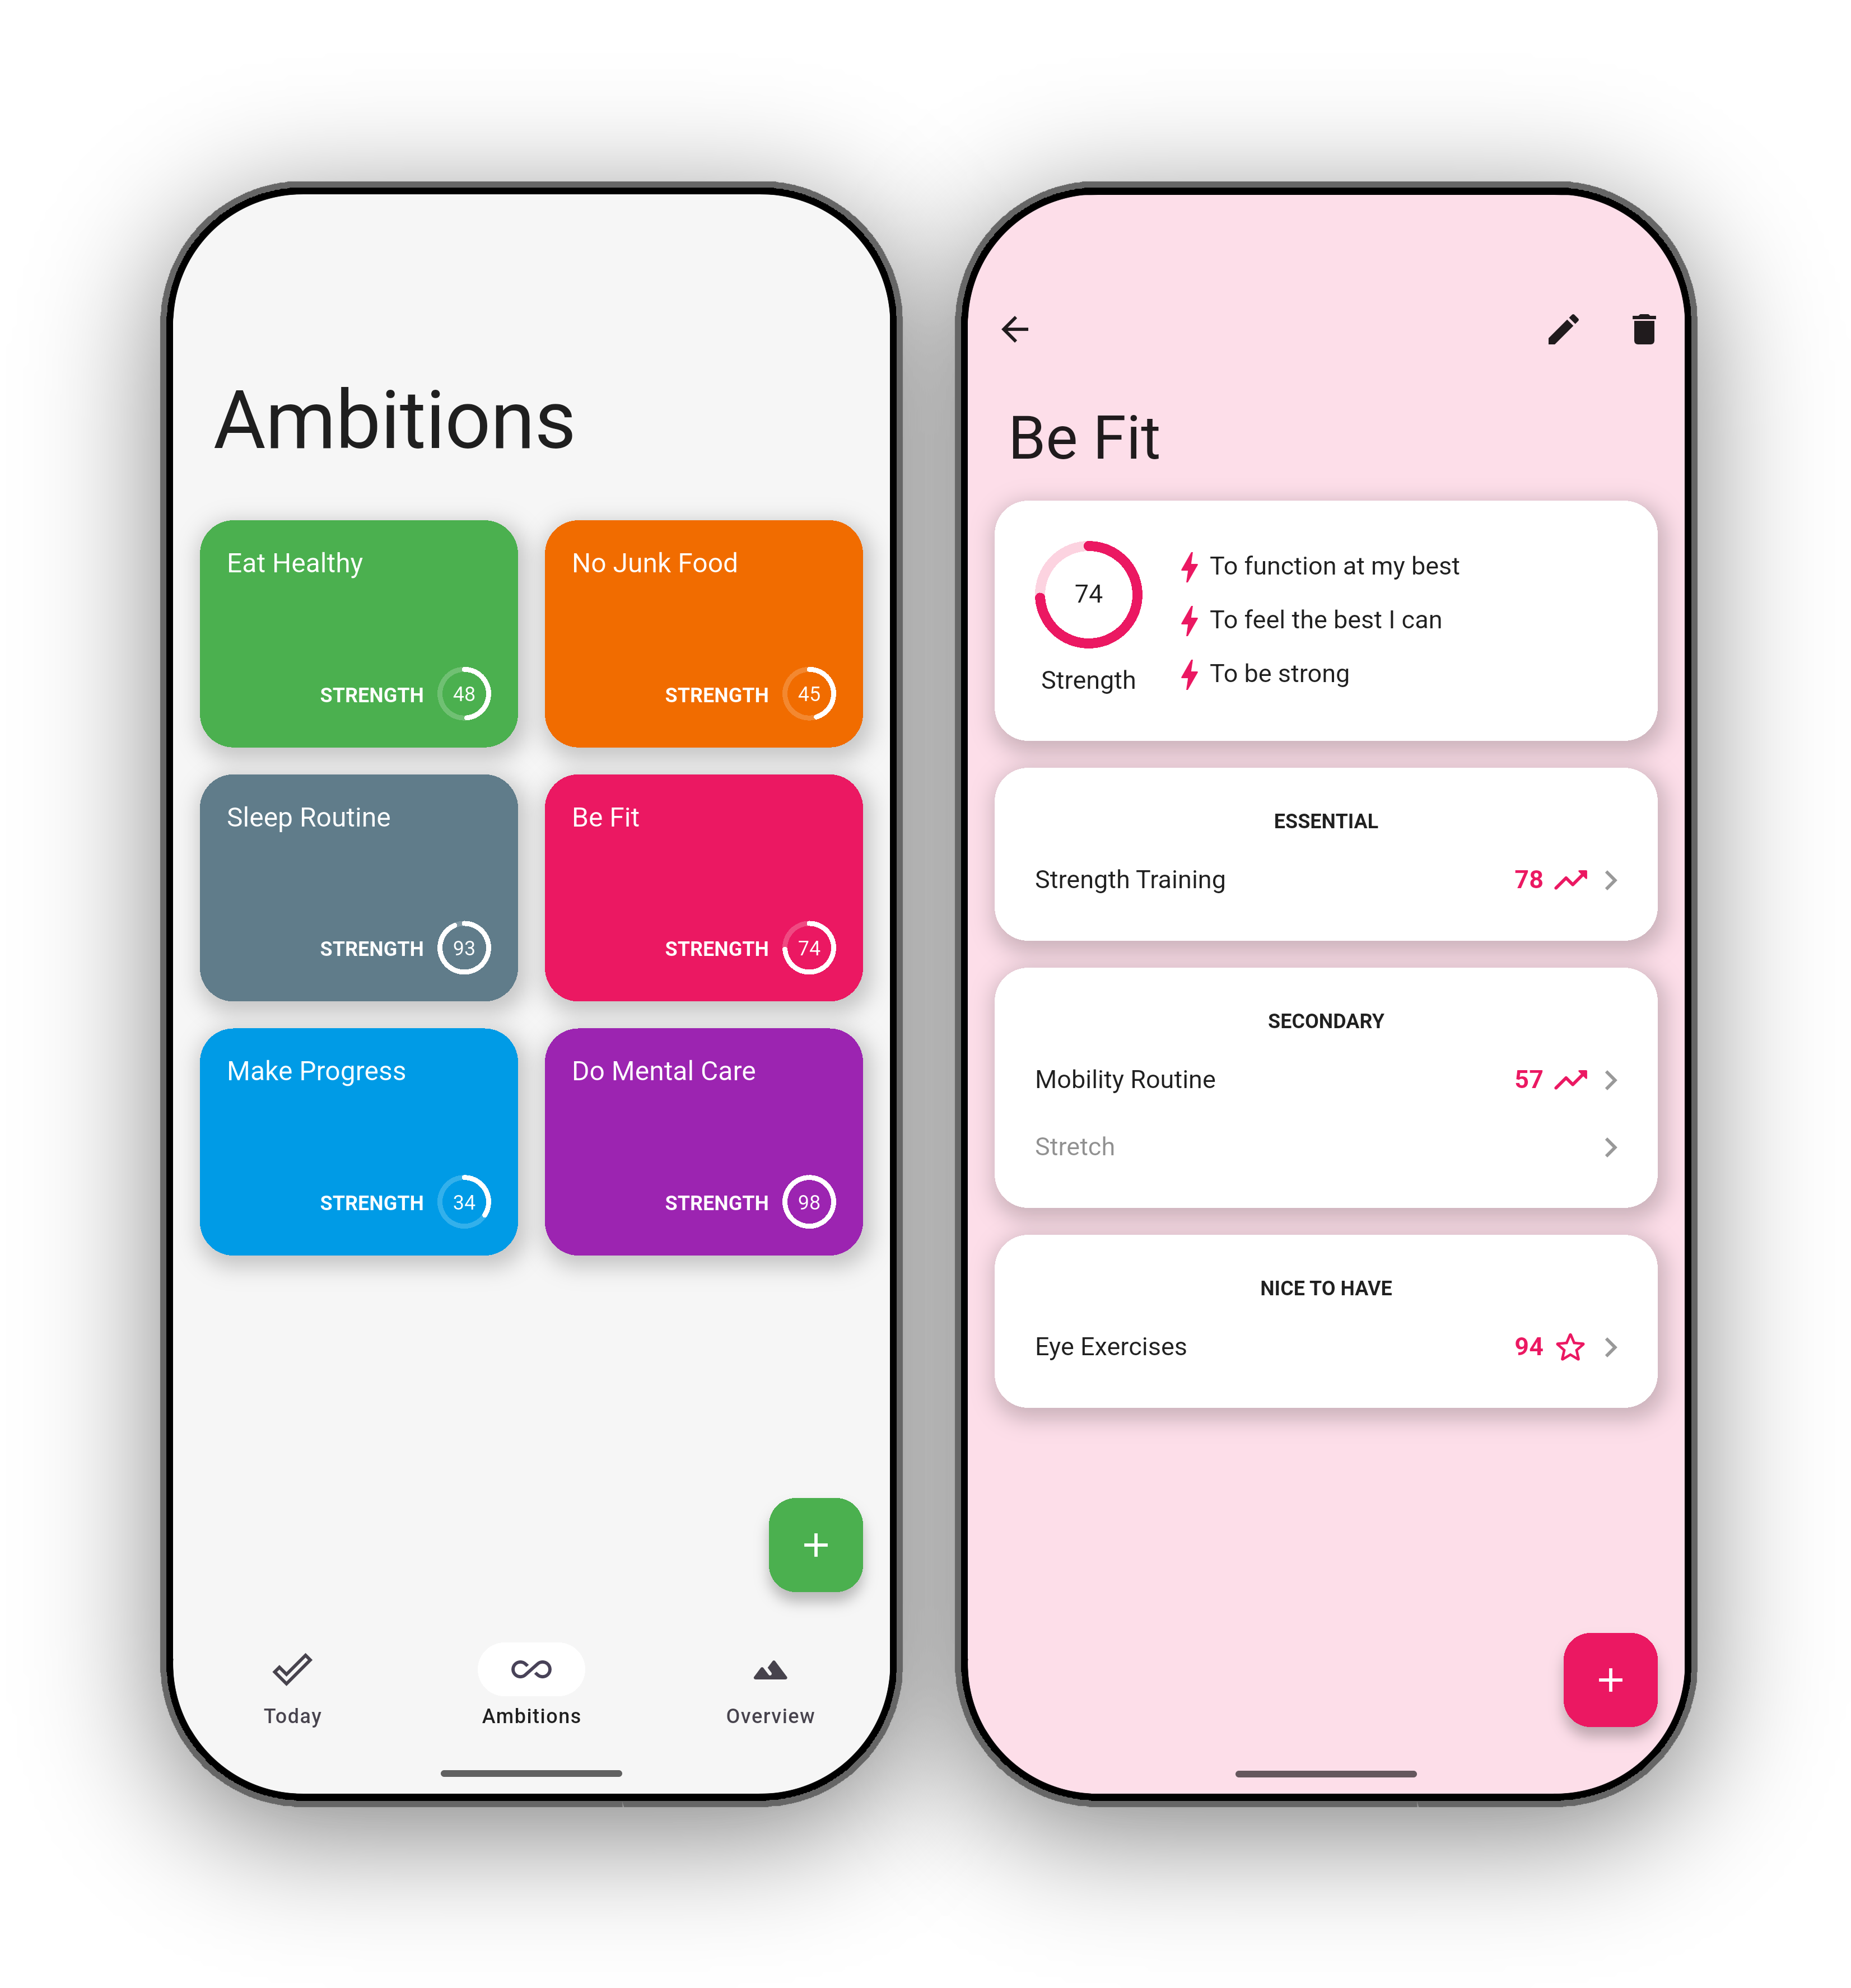 Ambitions
Eat Healthy
STRENGTH 48
No Junk Food
STRENGTH 45
Sleep Routine
STRENGTH 93
Be Fit
STRENGTH 74
Make Progress
STRENGTH 34
Do Mental Care
STRENGTH 98
Today
Ambitions
Overview
Be Fit
74
Strength
To function at my best
To feel the best I can
To be strong
ESSENTIAL
Strength Training 78
SECONDARY
Mobility Routine 57
Stretch
NICE TO HAVE
Eye Exercises 94